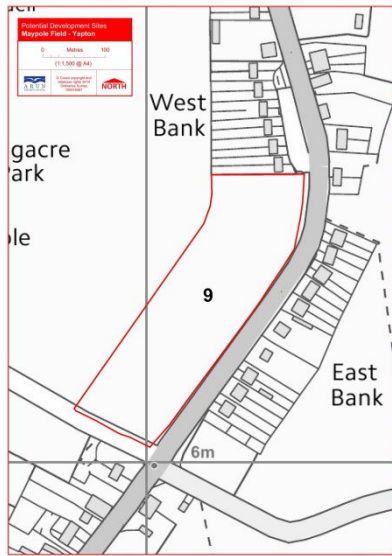 Potential Development Sites
Maypole Field - Yapton
0 Metres 100
(1:1,500 @ A4)
ARUN
NORTH
West
Bank
gacre
Park
ole
9
East
Bank
6m